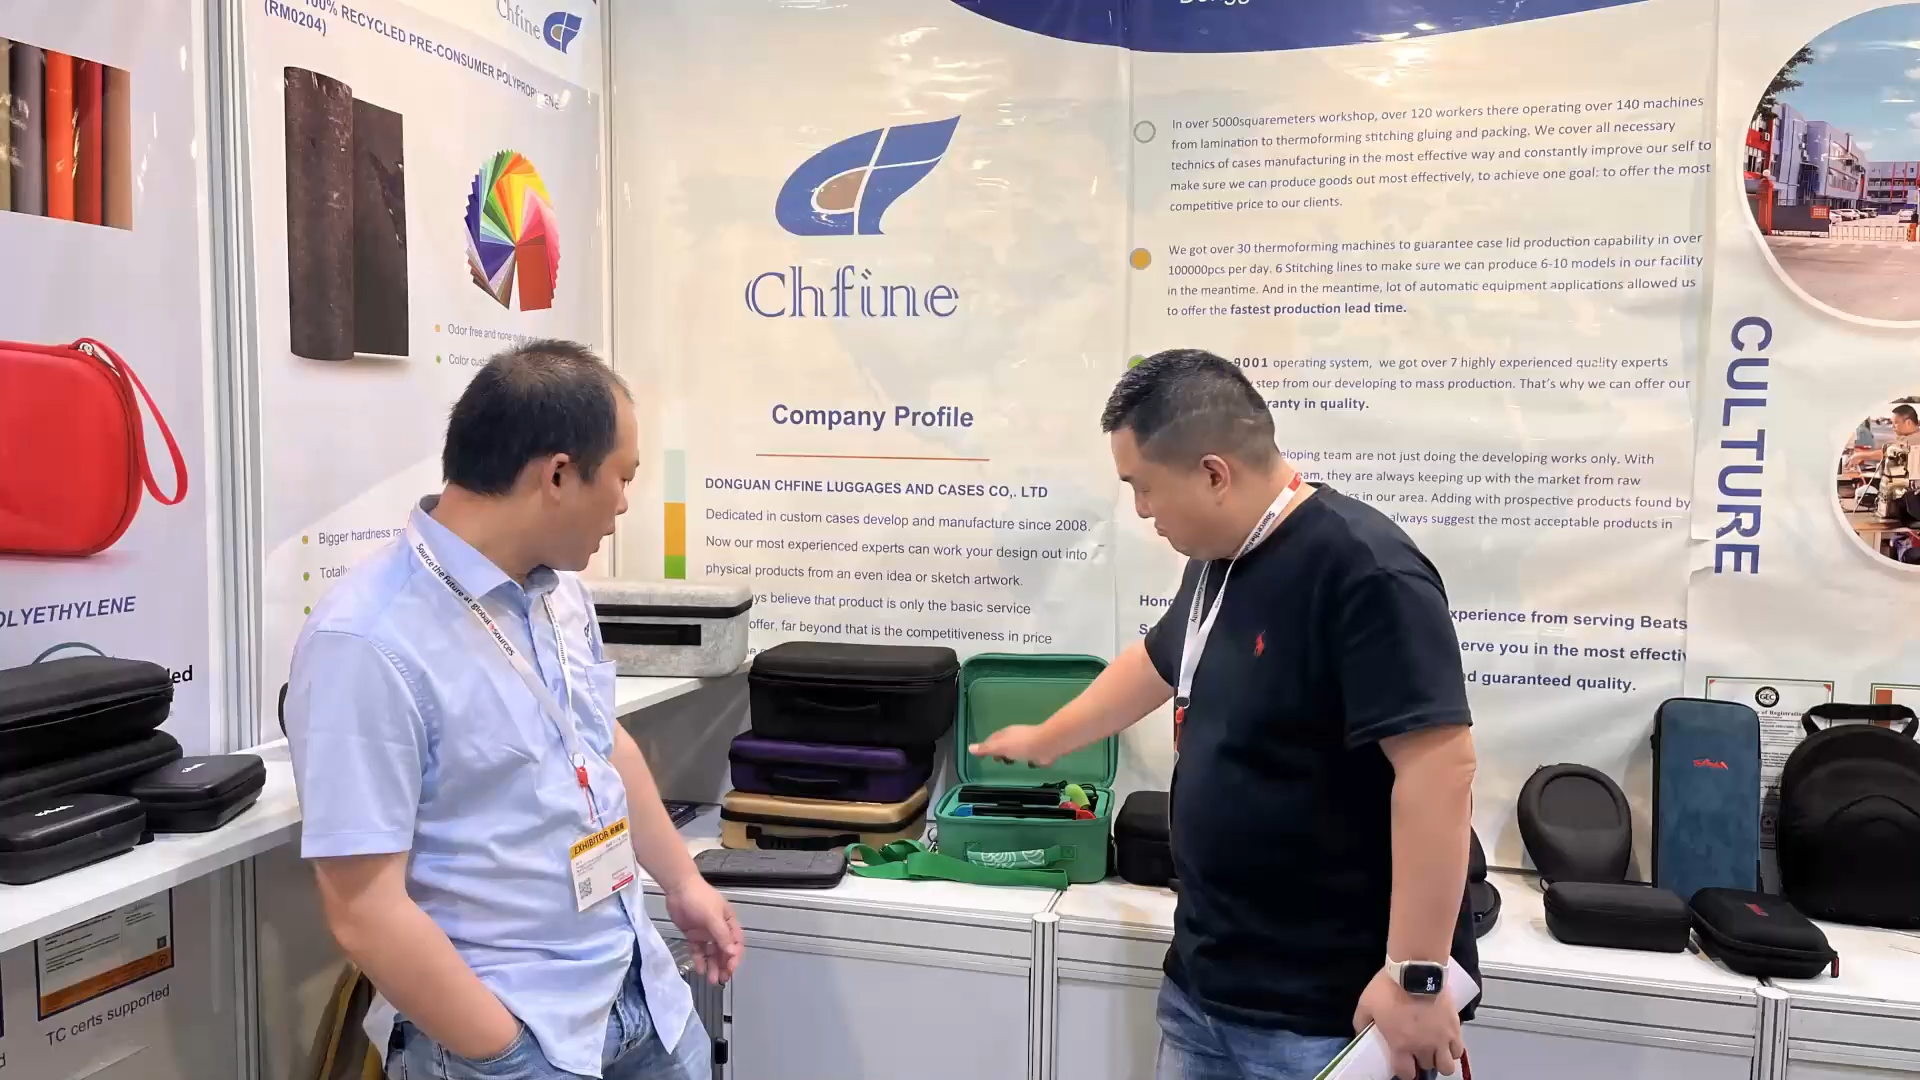 100% RECYCLED PRE-CONSUMER POLYPROPYLENE
(RM0204)
Chfine
Odor free and none
Color
Bigger hardness
Totally
OLYETHYLENE
TC certs supported
Chfine
Company Profile
DONGUAN CHFINE LUGGAGES AND CASES CO,. LTD
Dedicated in custom cases develop and manufacture since 2008.
Now our most experienced experts can work your design out into
physical products from an even idea or sketch artwork.
ys believe that product is only the basic service
offer, far beyond that is the competitiveness in price
In over 5000squaremeters workshop, over 120 workers there operating over 140 machines
from lamination to thermoforming stitching gluing and packing. We cover all necessary
technics of cases manufacturing in the most effective way and constantly improve our self to
make sure we can produce goods out most effectively, to achieve one goal: to offer the most
competitive price to our clients.
We got over 30 thermoforming machines to guarantee case lid production capability in over
100000pcs per day. 6 Stitching lines to make sure we can produce 6-10 models in our facility
in the meantime. And in the meantime, lot of automatic equipment applications allowed us
to offer the fastest production lead time.
9001 operating system, we got over 7 highly experienced quality experts
step from our developing to mass production. That's why we can offer our
ranty in quality.
eloping team are not just doing the developing works only. With
eam, they are always keeping up with the market from raw
ics in our area. Adding with prospective products found by
always suggest the most acceptable products in
xperience from serving Beats
erve you in the most effectiv
d guaranteed quality.
CULTURE
GEC
Source the Future at global sources
EXHIBITOR